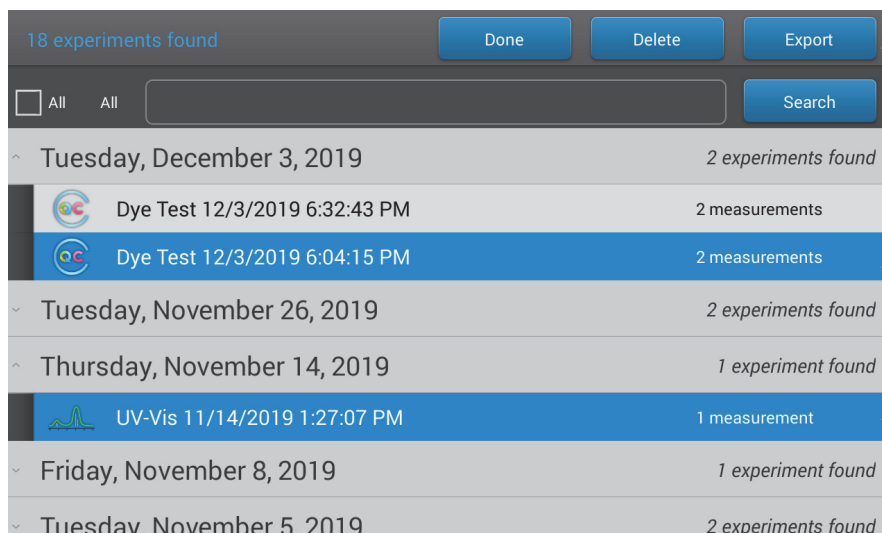 18 experiments found Done Delete Export
All All Search
Tuesday, December 3, 2019 2 experiments found
QC Dye Test 12/3/2019 6:32:43 PM 2 measurements
QC Dye Test 12/3/2019 6:04:15 PM 2 measurements
Tuesday, November 26, 2019 2 experiments found
Thursday, November 14, 2019 1 experiment found
UV-Vis 11/14/2019 1:27:07 PM 1 measurement
Friday, November 8, 2019 1 experiment found
Tuesday, November 5, 2019 2 experiments found